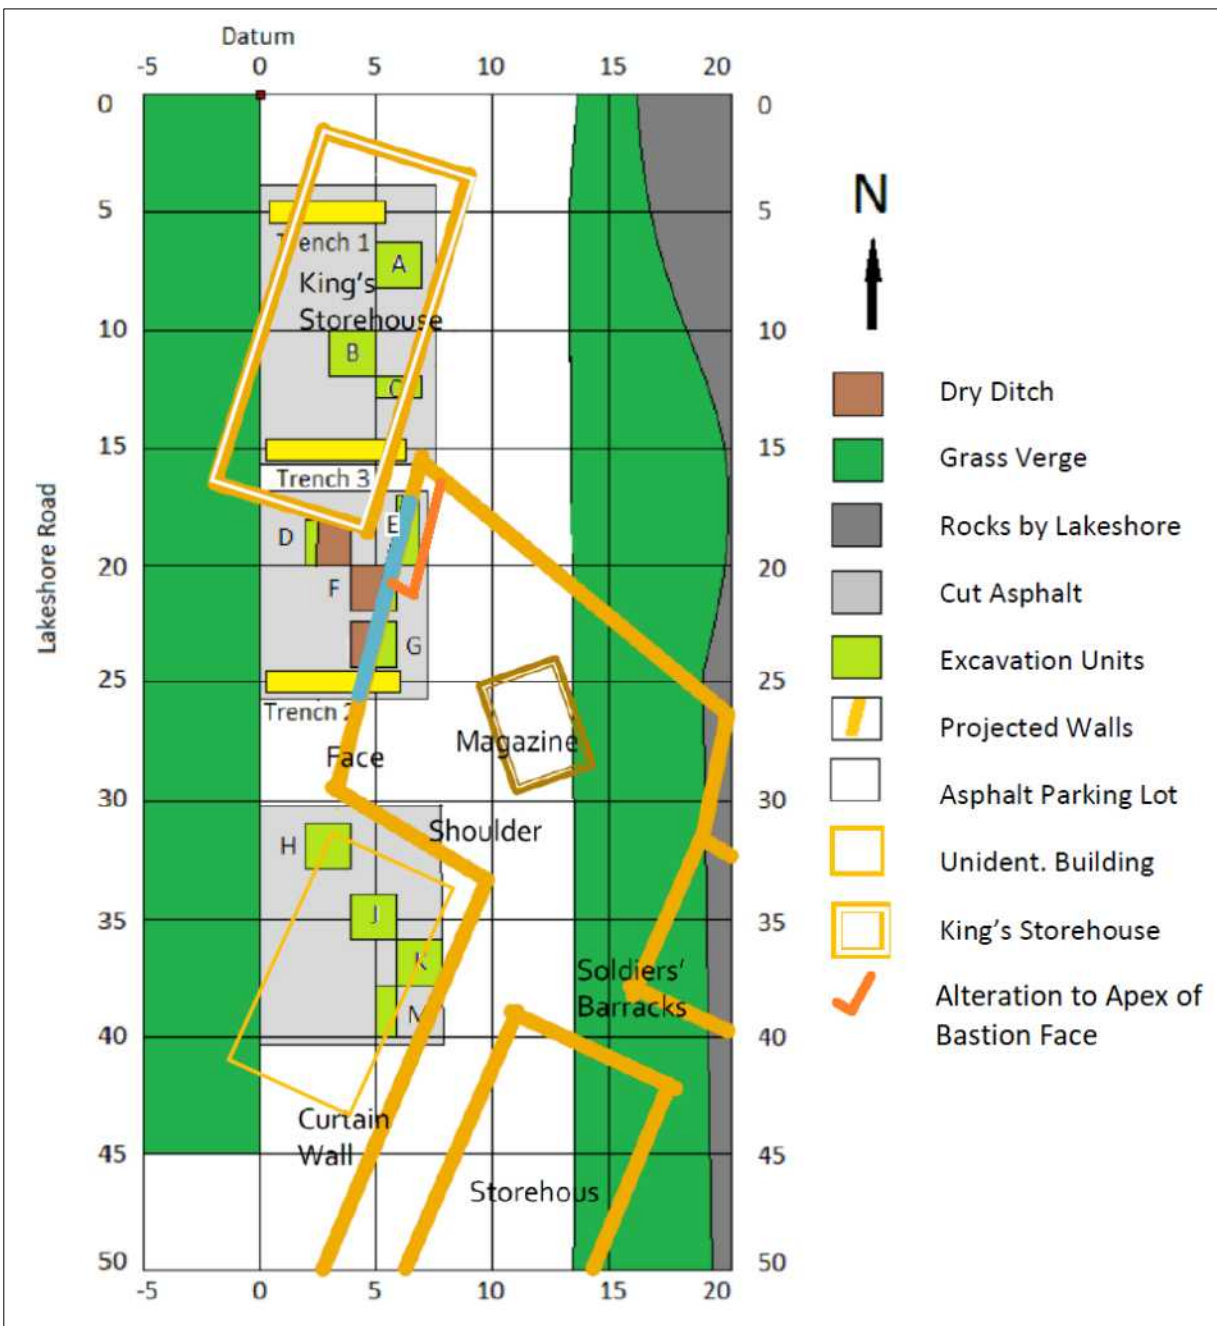 Datum
-5 0 5 10 15 20
0 0
5 5
Trench 1
A
King's
Storehouse
10 10
B
C
15 15
Trench 3
E
D
20 20
F
G
25 25
Trench 2
Magazine
Face
30 30
Shoulder
H
35 35
J
K
Soldiers'
Barracks
M
40 40
Curtain
Wall
45 45
Storehous
50 50
-5 0 5 10 15 20
Lakeshore Road
N
Dry Ditch
Grass Verge
Rocks by Lakeshore
Cut Asphalt
Excavation Units
Projected Walls
Asphalt Parking Lot
Unident. Building
King's Storehouse
Alteration to Apex of
Bastion Face